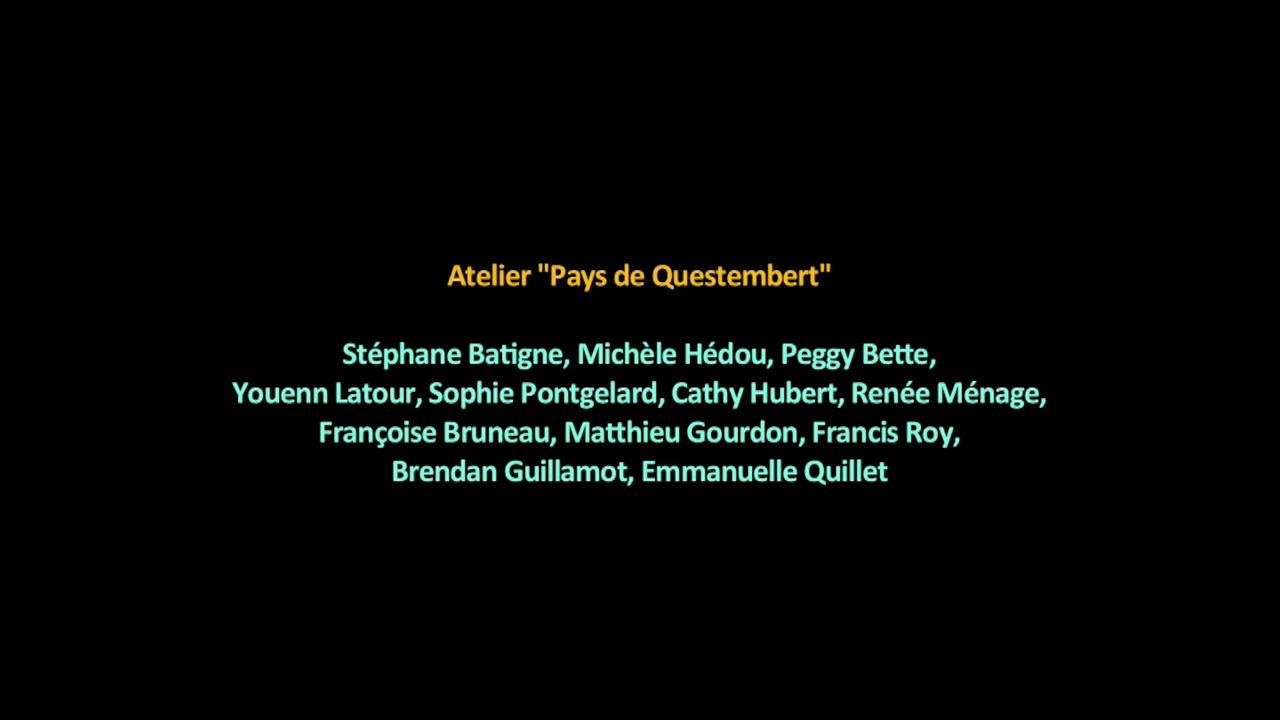 Atelier "Pays de Questembert"
Stéphane Batigne, Michèle Hédou, Peggy Bette,
Youenn Latour, Sophie Pontgelard, Cathy Hubert, Renée Ménage,
Françoise Bruneau, Matthieu Gourdon, Francis Roy,
Brendan Guillamot, Emmanuelle Quillet